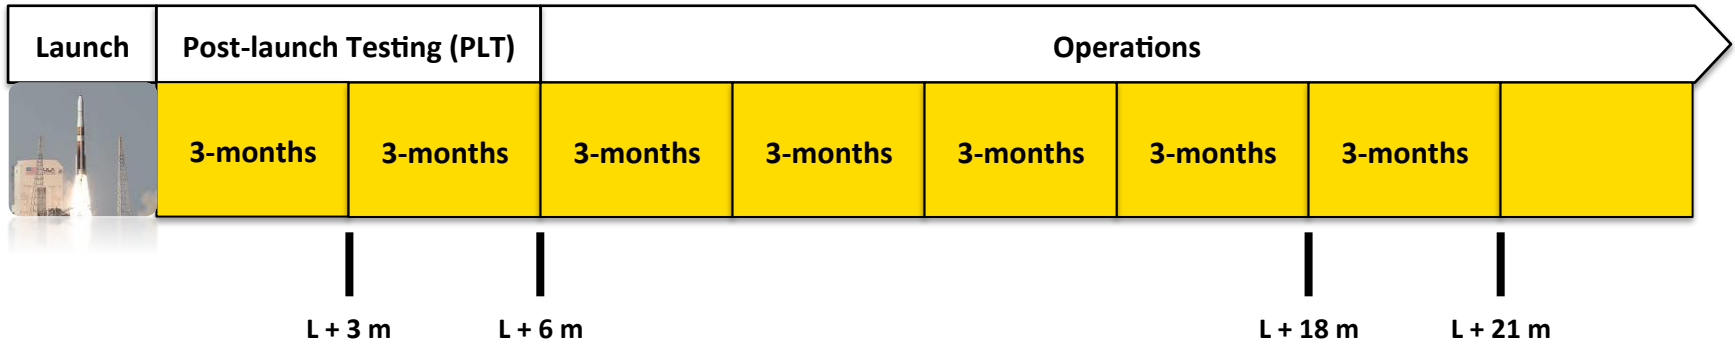 Launch
Post-launch Testing (PLT)
Operations
3-months
3-months
3-months
3-months
3-months
3-months
3-months
L + 3 m
L + 6 m
L + 18 m
L + 21 m